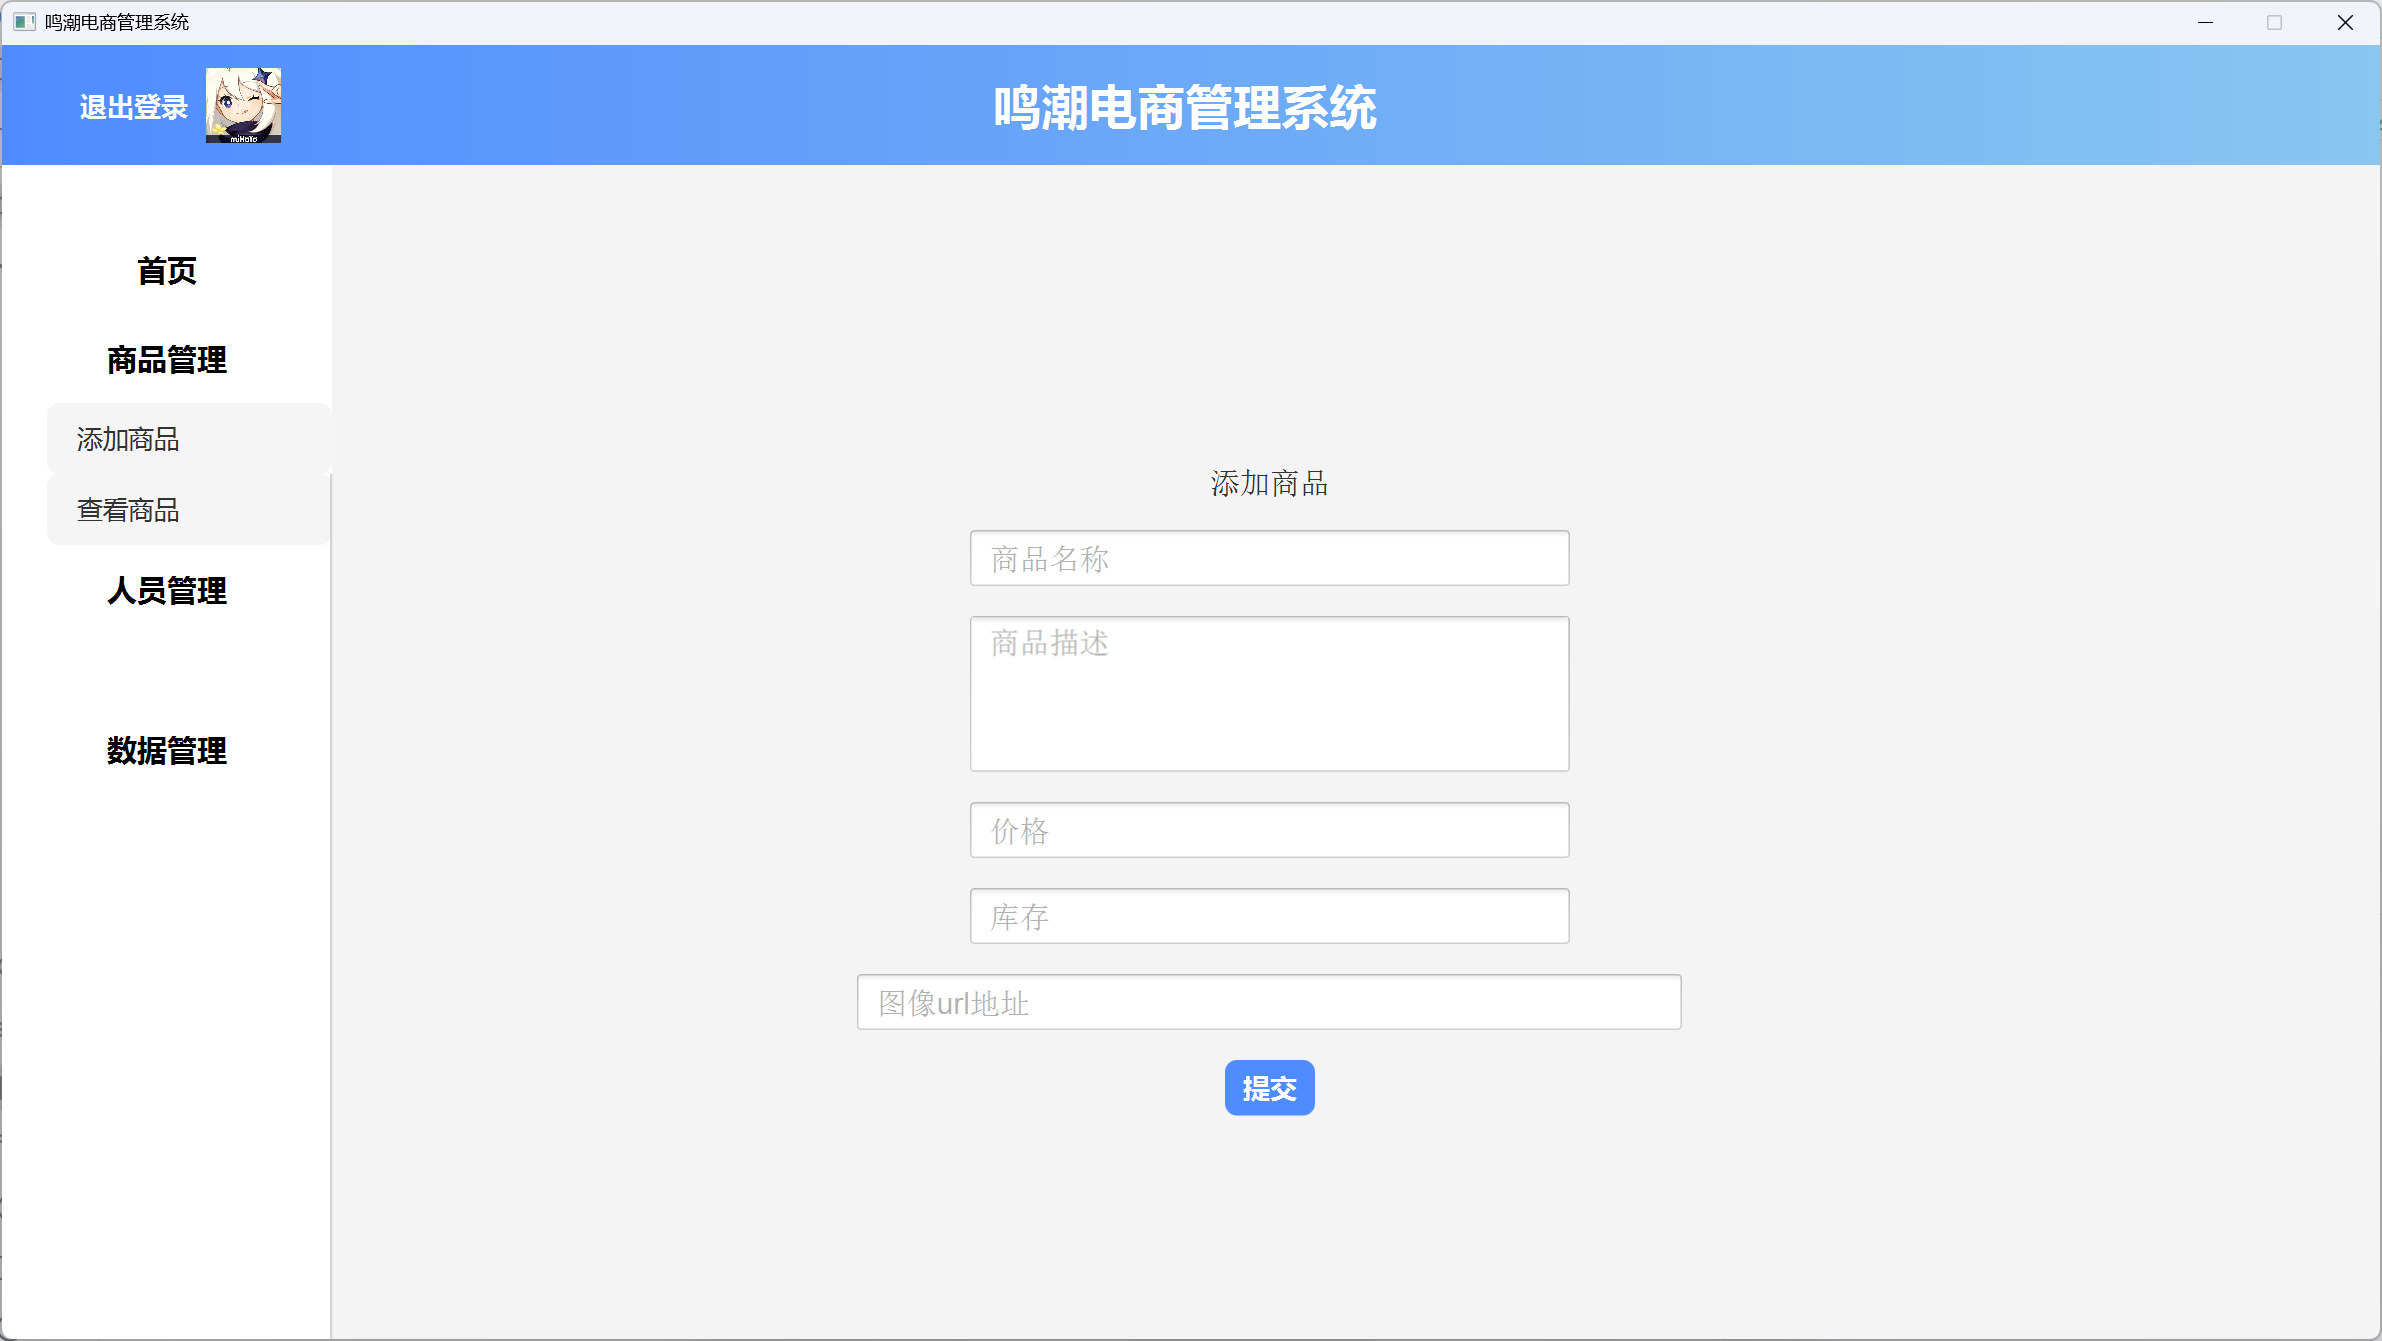 鸣潮电商管理系统
退出登录
miHoYo
鸣潮电商管理系统
首页
商品管理
添加商品
查看商品
人员管理
数据管理
添加商品
商品名称
商品描述
价格
库存
图像url地址
提交